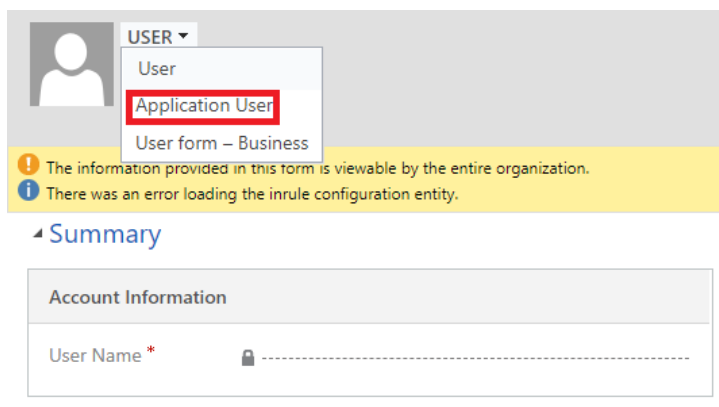 USER
User
Application User
User form – Business
The information provided in this form is viewable by the entire organization.
There was an error loading the inrule configuration entity.
Summary
Account Information
User Name *